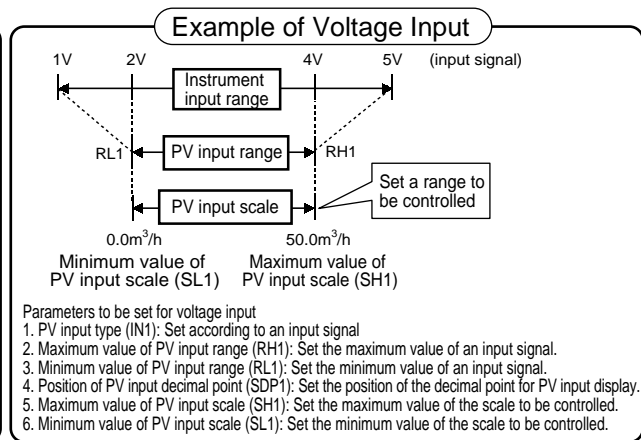 Example of Voltage Input
1V 2V 4V 5V (input signal)
Instrument
input range
RL1 PV input range RH1
PV input scale
Set a range to
be controlled
0.0m³/h 50.0m³/h
Minimum value of Maximum value of
PV input scale (SL1) PV input scale (SH1)
Parameters to be set for voltage input
1. PV input type (IN1): Set according to an input signal
2. Maximum value of PV input range (RH1): Set the maximum value of an input signal.
3. Minimum value of PV input range (RL1): Set the minimum value of an input signal.
4. Position of PV input decimal point (SDP1): Set the position of the decimal point for PV input display.
5. Maximum value of PV input scale (SH1): Set the maximum value of the scale to be controlled.
6. Minimum value of PV input scale (SL1): Set the minimum value of the scale to be controlled.